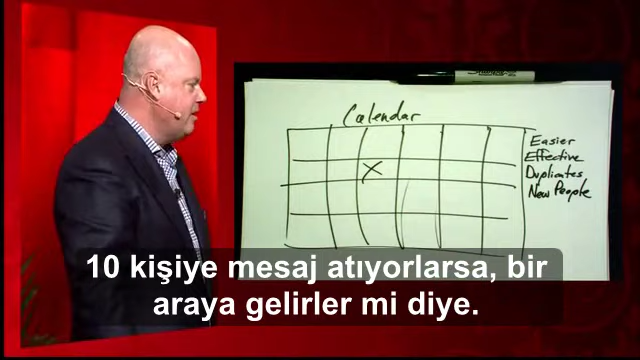 Calendar
X
Easier
Effective
Duplicates
New People
10 kişiye mesaj atıyorlarsa, bir
araya gelirler mi diye.